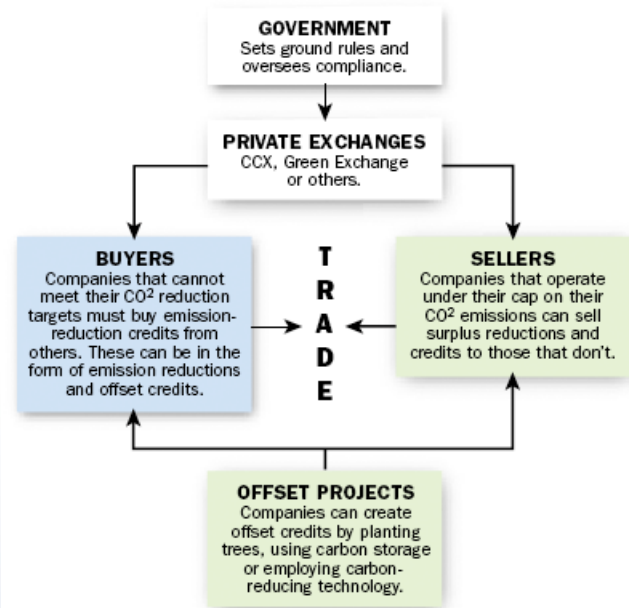 GOVERNMENT
Sets ground rules and
oversees compliance.
PRIVATE EXCHANGES
CCX, Green Exchange
or others.
BUYERS
Companies that cannot
meet their CO² reduction
targets must buy emission-
reduction credits from
others. These can be in the
form of emission reductions
and offset credits.
TRADE
SELLERS
Companies that operate
under their cap on their
CO² emissions can sell
surplus reductions and
credits to those that don't.
OFFSET PROJECTS
Companies can create
offset credits by planting
trees, using carbon storage
or employing carbon-
reducing technology.